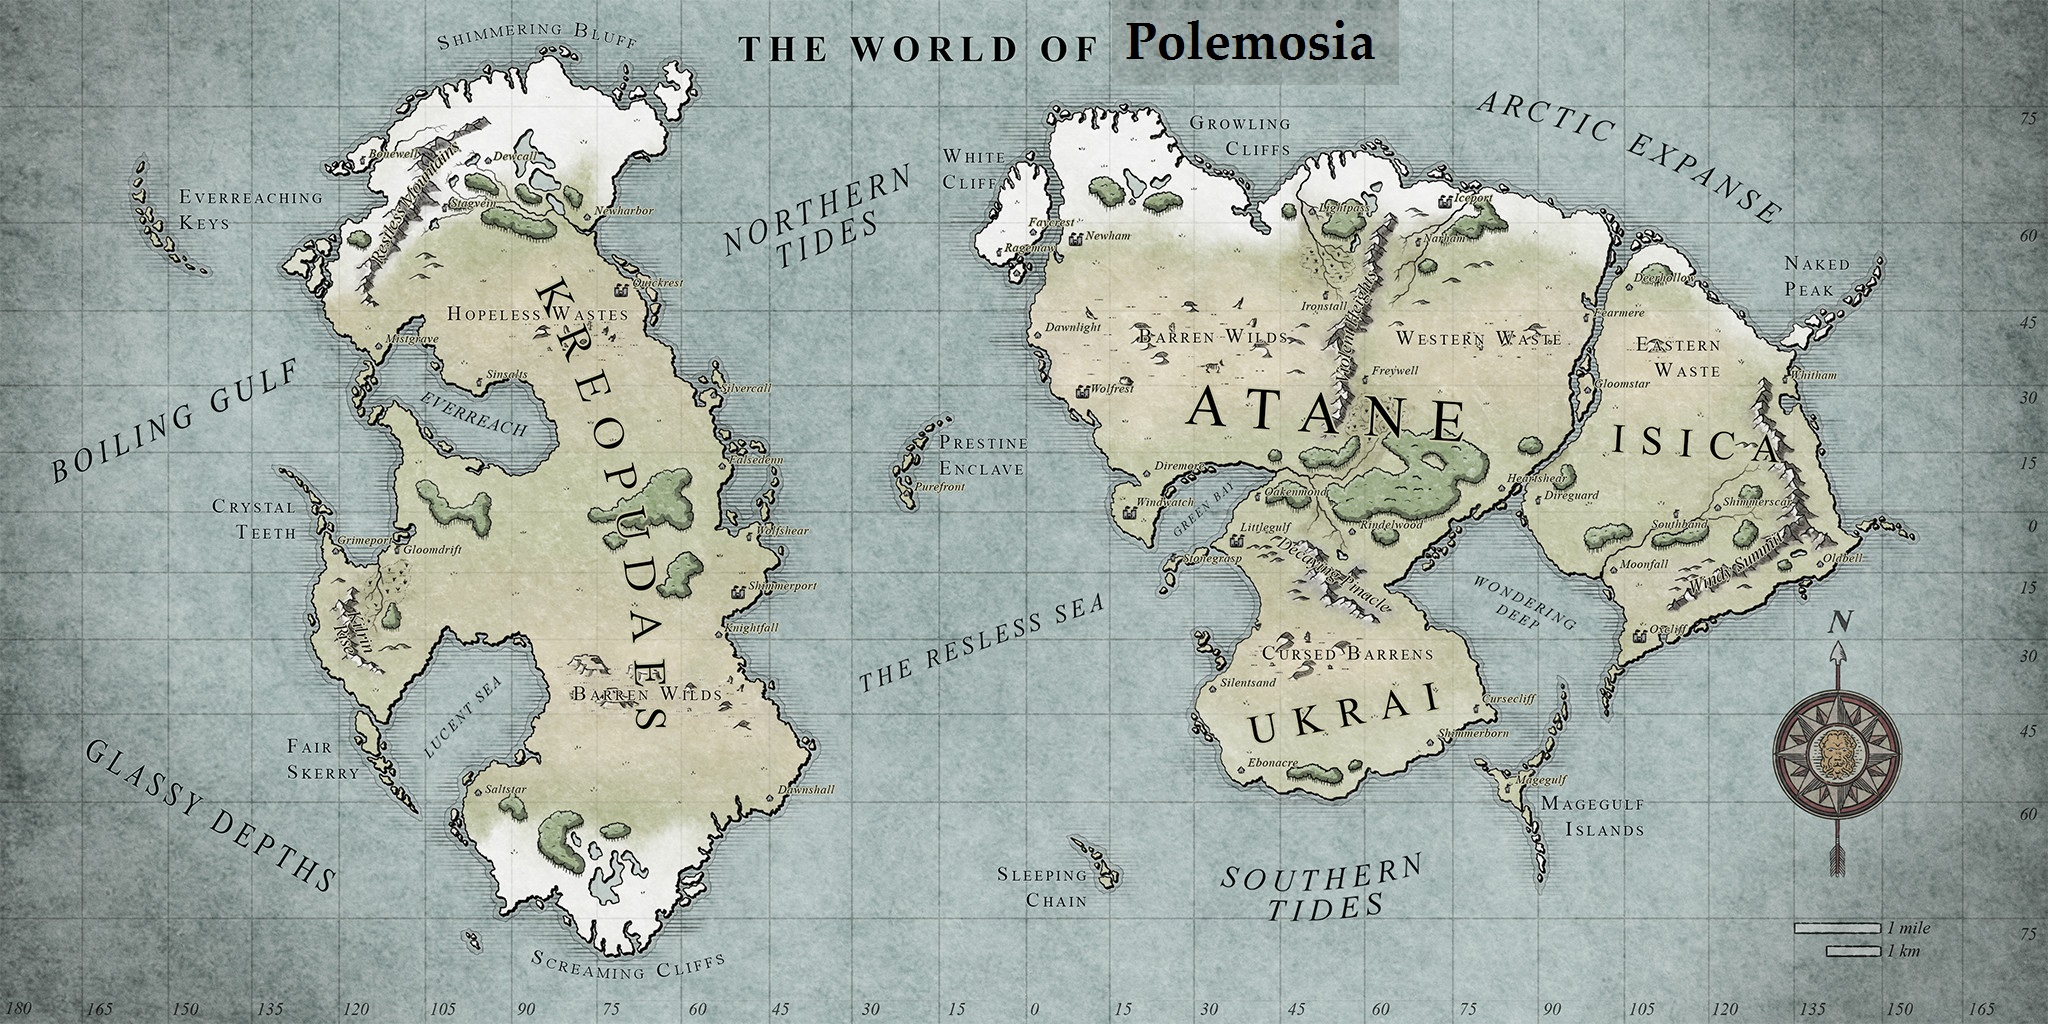 THE WORLD OF Polemosia
SHIMMERING BLUFF
ARCTIC EXPANSE
GROWLING
CLIFFS
WHITE
CLIFF
NORTHERN
TIDES
EVERREACHING
KEYS
NAKED
PEAK
Bonewell
Dewcall
Restless Mountains
Stagvein
Newharbor
Quickrest
HOPELESS WASTES
KREOPUDAES
Mistgrave
Sinsalts
EVERREACH
Silvercall
BOILING GULF
Falsedenn
CRYSTAL
TEETH
Grimeport
Gloomdrift
Wolfshear
Shimmerport
Knightfall
BARREN WILDS
LUCENT SEA
FAIR
SKERRY
GLASSY DEPTHS
Saltstar
Dawnshall
SCREAMING CLIFFS
PRESTINE
ENCLAVE
Purefront
THE RESLESS SEA
SLEEPING
CHAIN
SOUTHERN
TIDES
Faycrest
Newham
Ragemaw
Lightpass
Iceport
Narham
Ironstall
Dawnlight
BARREN WILDS
WESTERN WASTE
Freywell
Wolfrest
ATANE
Diremore
Windwatch
GREEN BAY
Oakenmond
Rindelwood
Heartshear
Littlegulf
Stonegrasp
Decaying Pinacle
CURSED BARRENS
Silentsand
UKRAI
Cursecliff
Shimmerborn
Ebonacre
Magegulf
MAGEGULF
ISLANDS
WONDERING
DEEP
Deerhollow
Fearmere
EASTERN
WASTE
Gloomstar
Whitham
ISICA
Direguard
Shimmerscar
Southband
Moonfall
Windy Summit
Oldbell
Oxcliff
N
1 mile
1 km
75
60
45
30
15
0
15
30
45
60
75
180 165 150 135 120 105 90 75 60 45 30 15 0 15 30 45 60 75 90 105 120 135 150 165